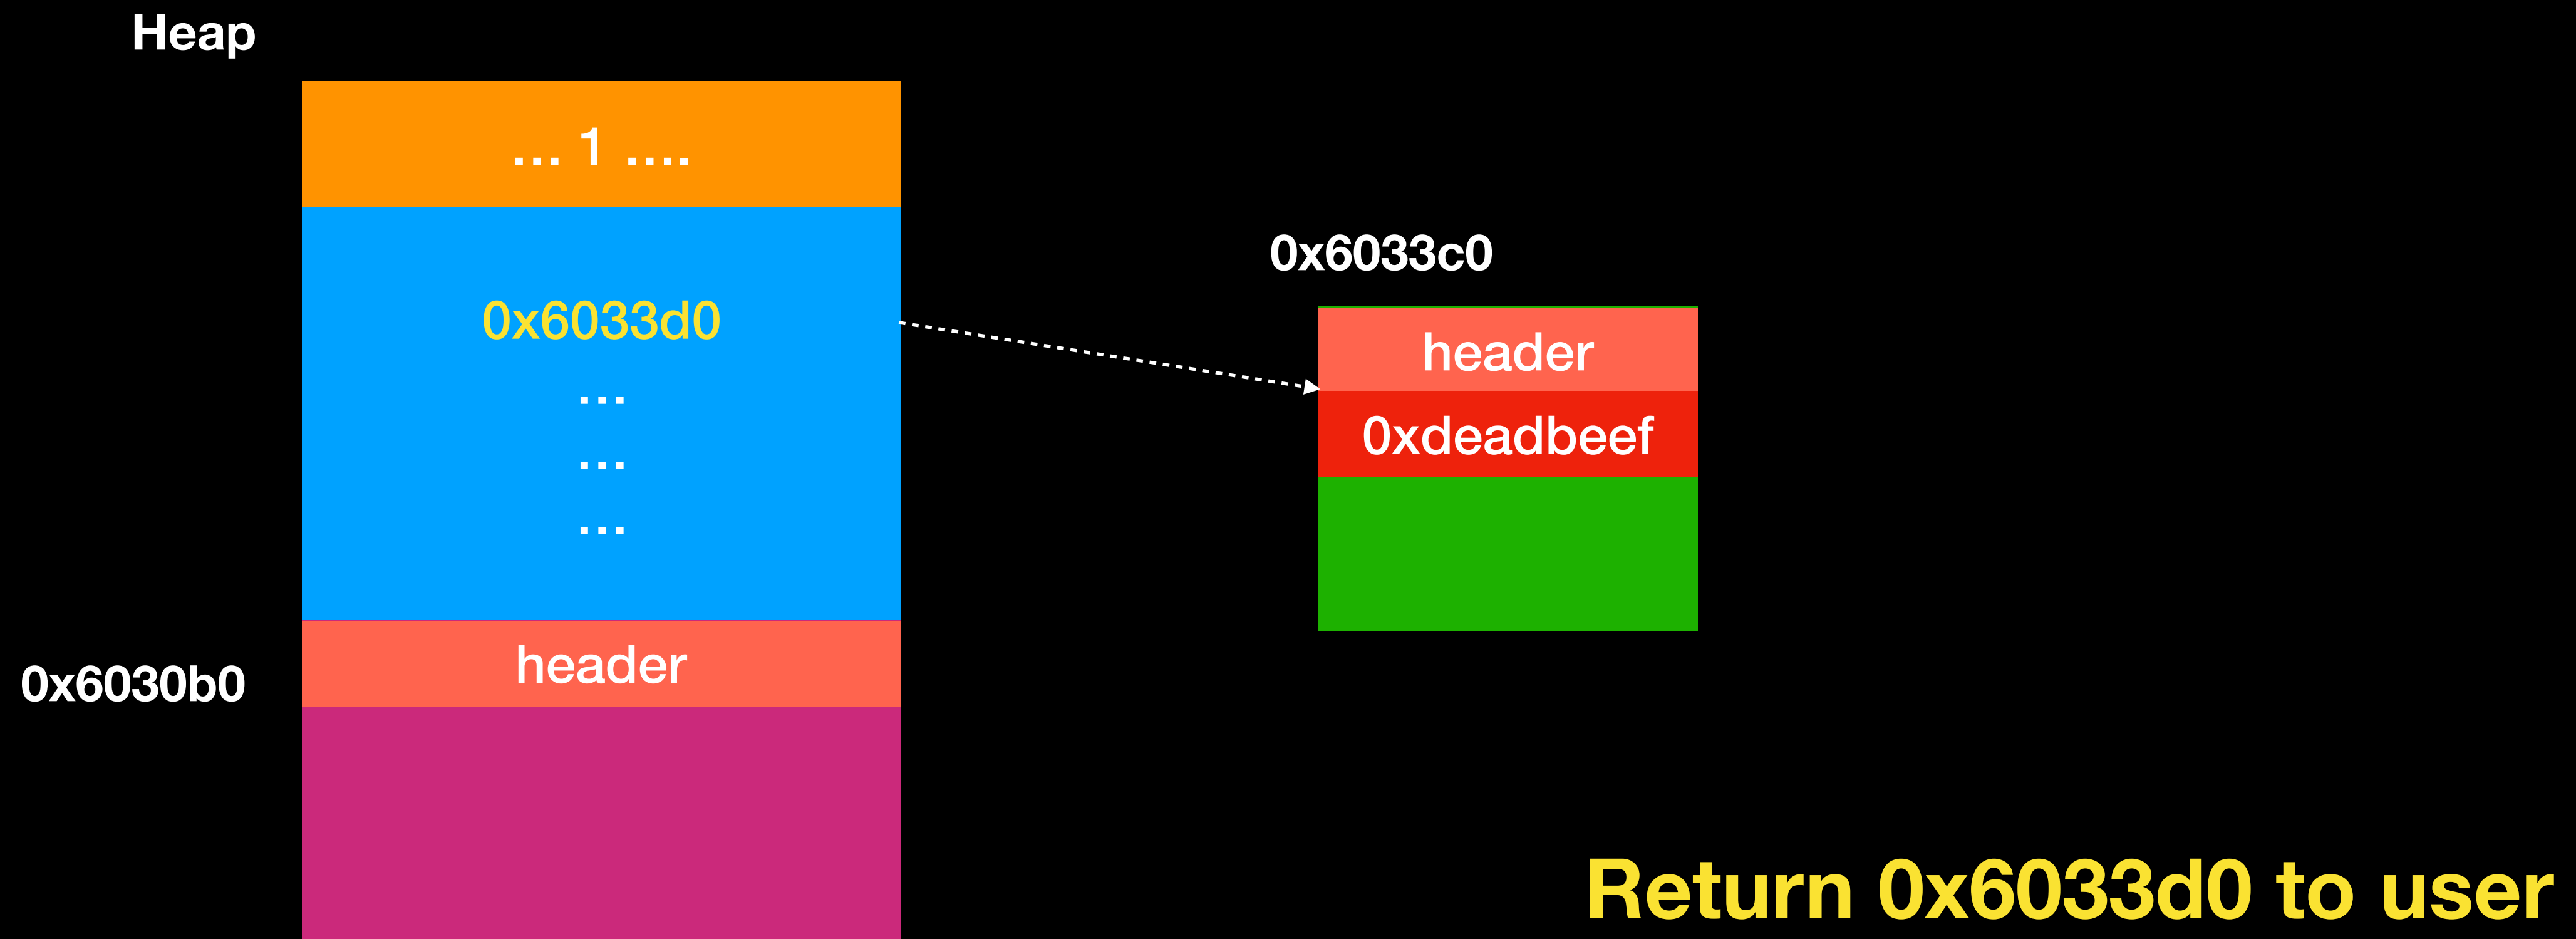 Heap
… 1 ….
0x6033d0
…
…
…
header
0x6030b0
0x6033c0
header
0xdeadbeef
Return 0x6033d0 to user